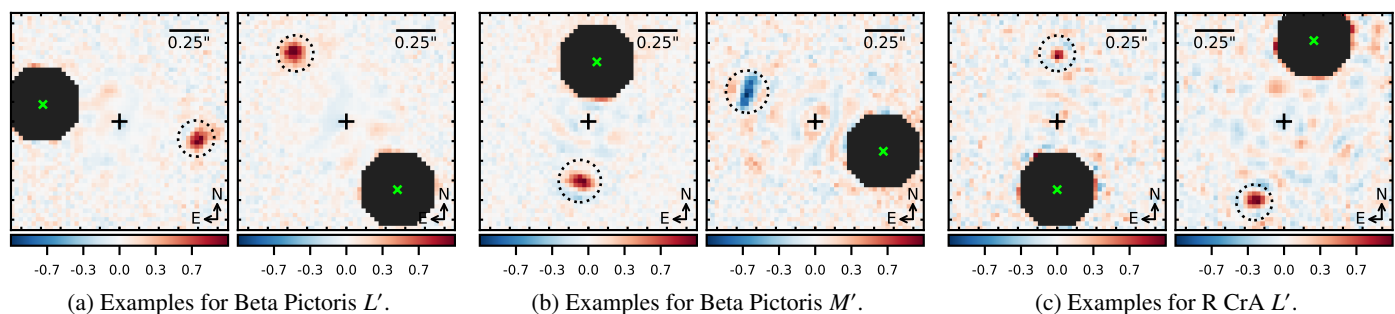 0.25" 0.25" 0.25" 0.25" 0.25" 0.25"
N N N N N N
E E E E E E
-0.7 -0.3 0.0 0.3 0.7 -0.7 -0.3 0.0 0.3 0.7 -0.7 -0.3 0.0 0.3 0.7 -0.7 -0.3 0.0 0.3 0.7 -0.7 -0.3 0.0 0.3 0.7 -0.7 -0.3 0.0 0.3 0.7
(a) Examples for Beta Pictoris L′. (b) Examples for Beta Pictoris M′. (c) Examples for R CrA L′.